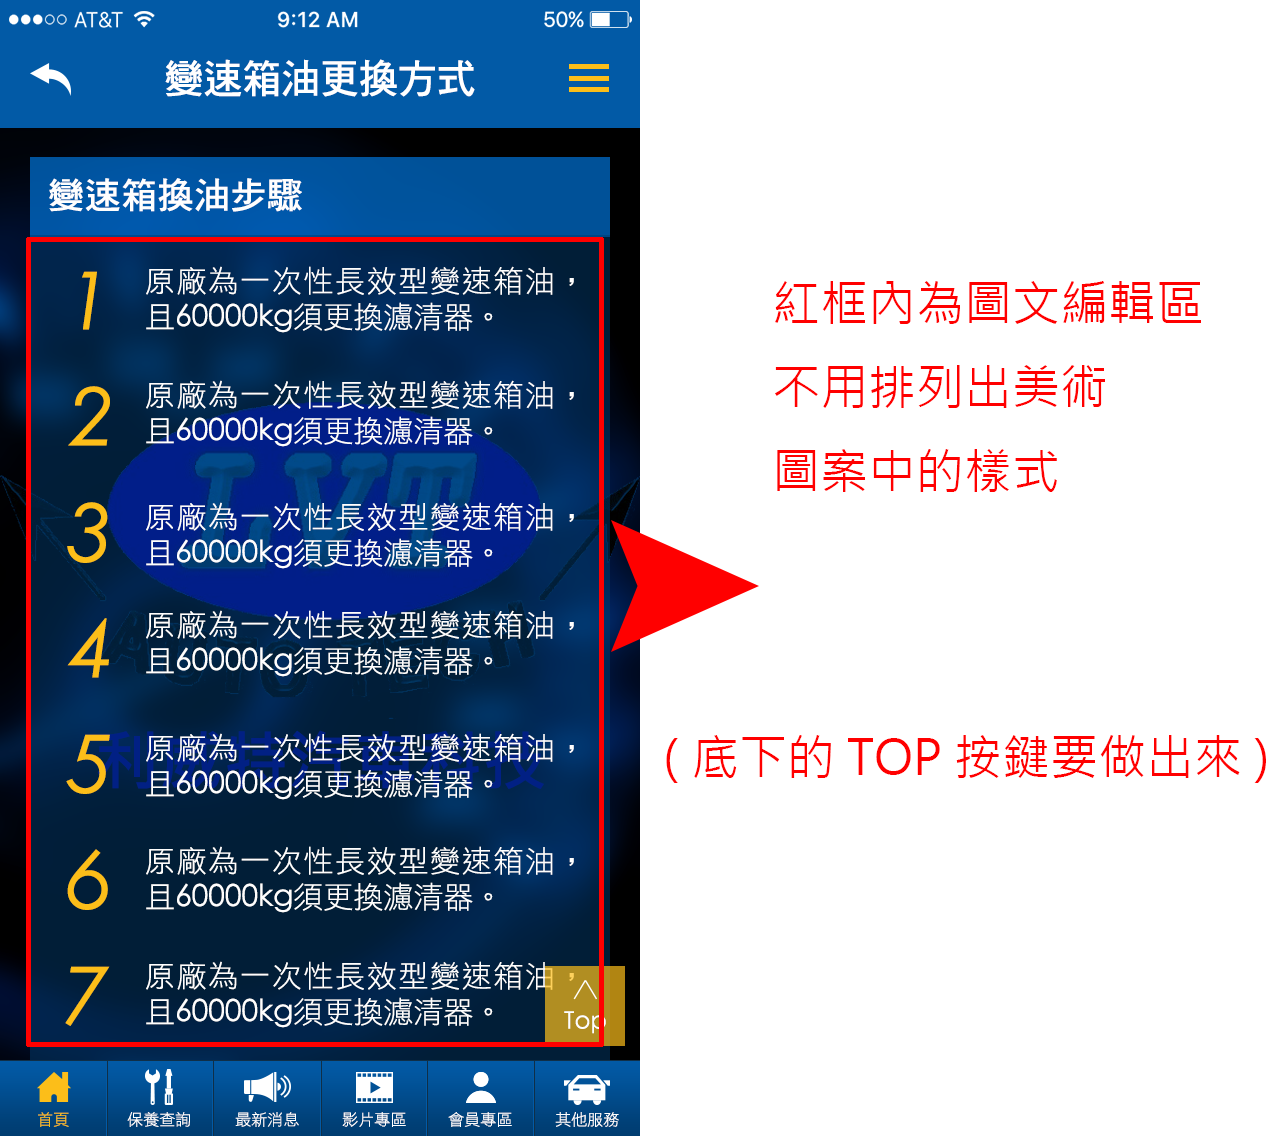 AT&T 9:12 AM 50%
變速箱油更換方式
變速箱換油步驟
1 原廠為一次性長效型變速箱油，
且60000kg須更換濾清器。
2 原廠為一次性長效型變速箱油，
且60000kg須更換濾清器。
3 原廠為一次性長效型變速箱油，
且60000kg須更換濾清器。
4 原廠為一次性長效型變速箱油，
且60000kg須更換濾清器。
5 原廠為一次性長效型變速箱油，
且60000kg須更換濾清器。
6 原廠為一次性長效型變速箱油，
且60000kg須更換濾清器。
7 原廠為一次性長效型變速箱油，
且60000kg須更換濾清器。
Top
LVT
AUTO TECH
首頁 保養查詢 最新消息 影片專區 會員專區 其他服務
紅框內為圖文編輯區
不用排列出美術
圖案中的樣式
( 底下的 TOP 按鍵要做出來 )